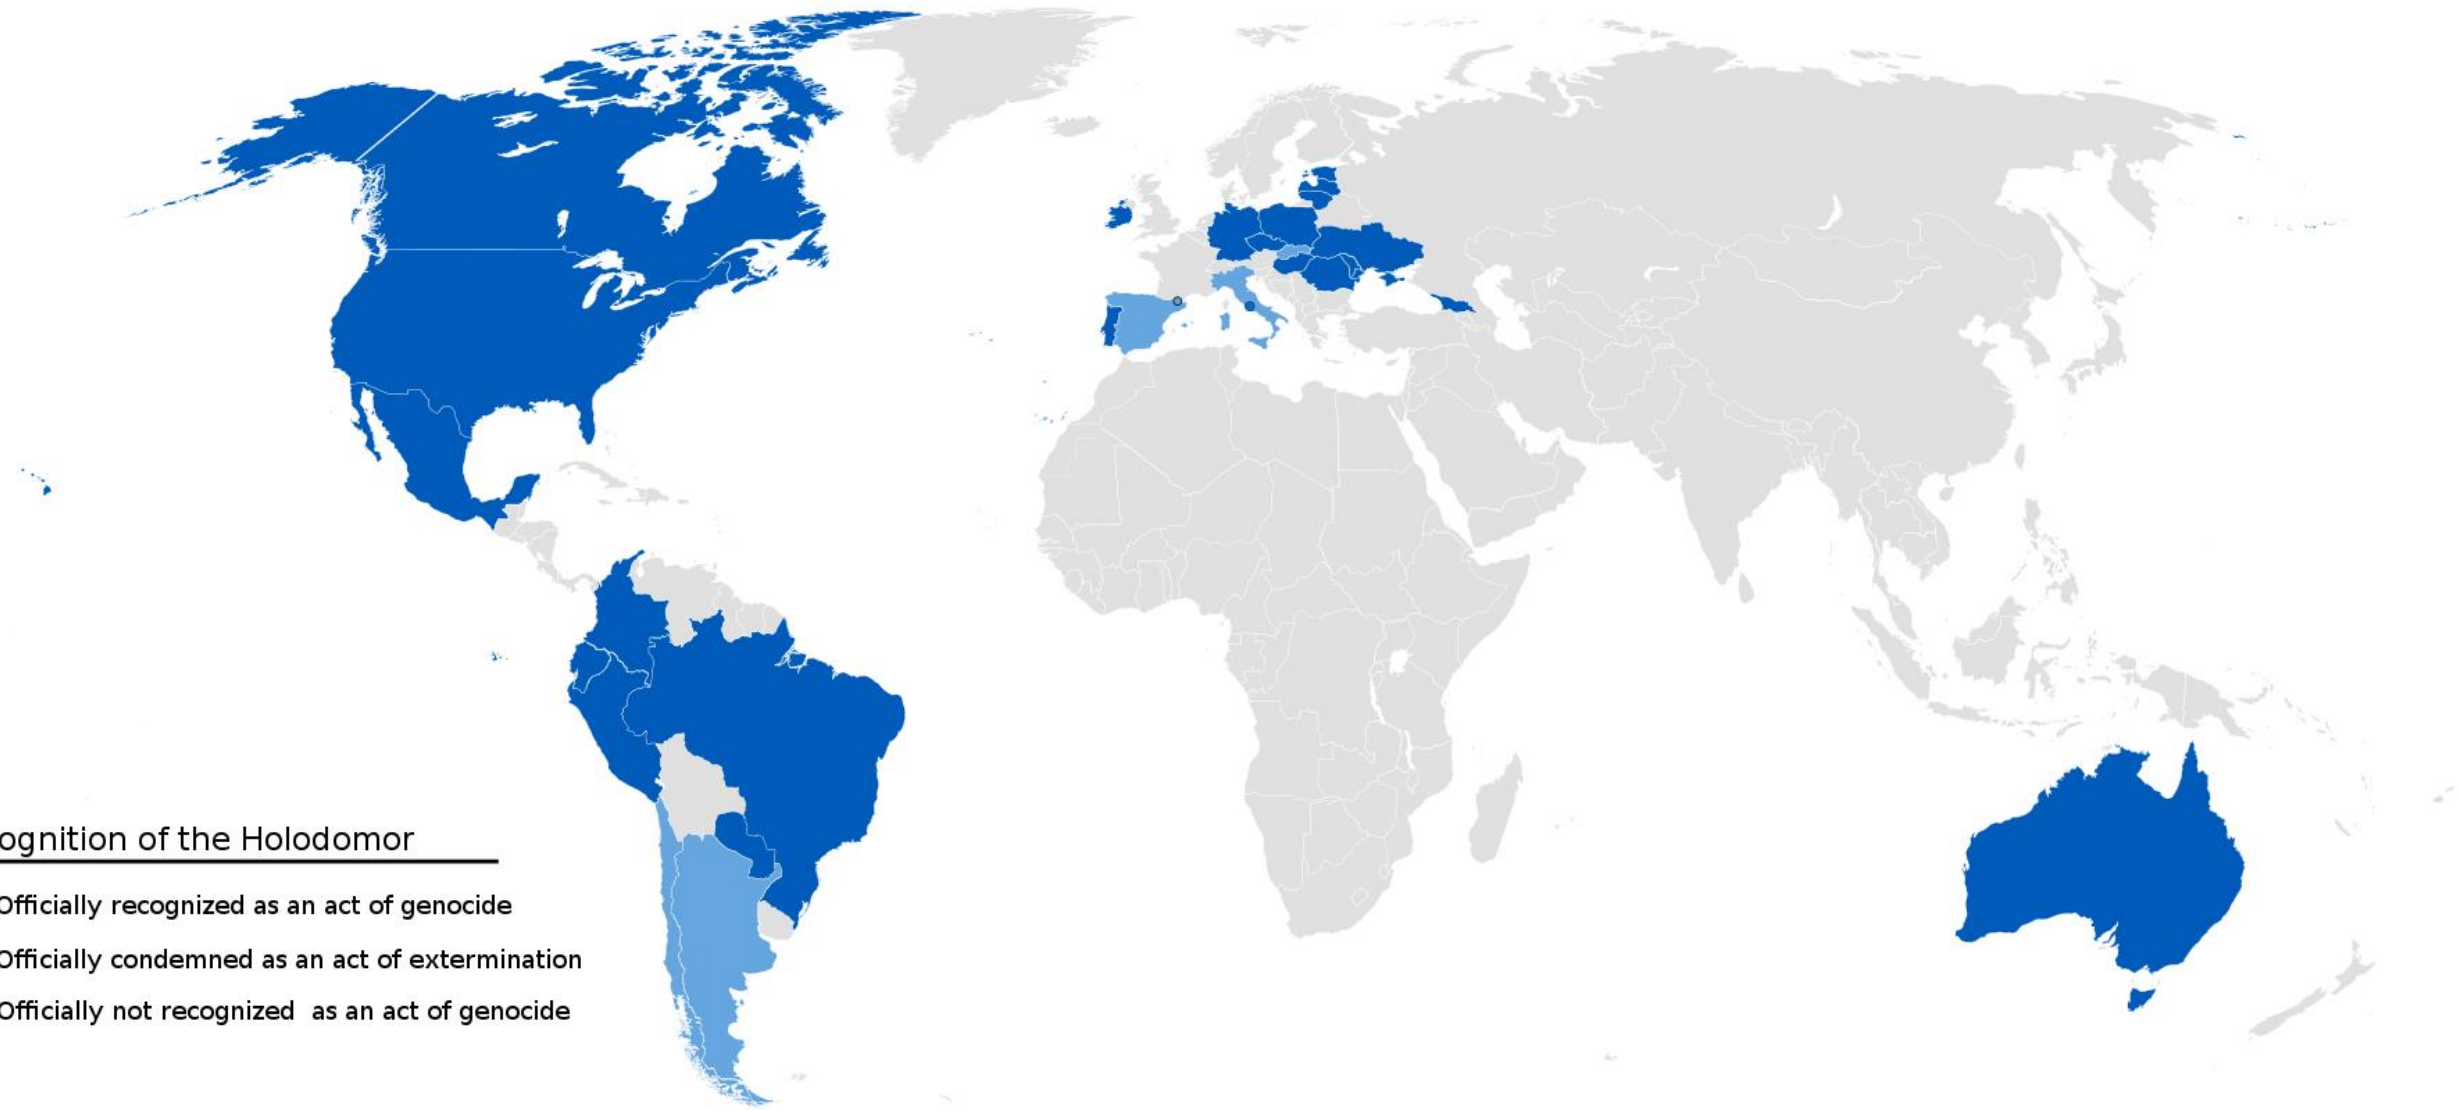 ognition of the Holodomor
Officially recognized as an act of genocide
Officially condemned as an act of extermination
Officially not recognized as an act of genocide